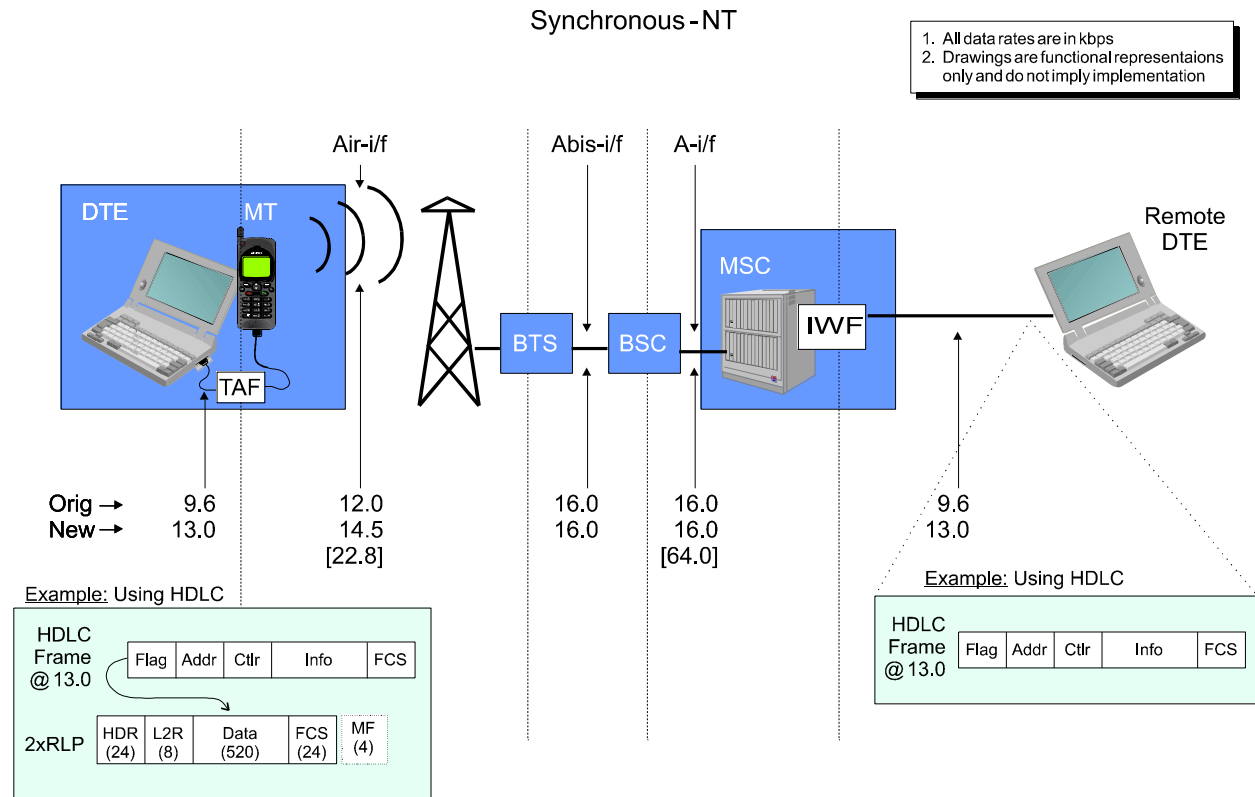 Synchronous-NT
1. All data rates are in kbps
2. Drawings are functional representaions
only and do not imply implementation
Air-i/f
Abis-i/f
A-i/f
DTE
MT
TAF
BTS
BSC
MSC
IWF
Remote
DTE
Orig → 9.6 12.0 16.0 16.0 9.6
New → 13.0 14.5 16.0 16.0 13.0
[22.8] [64.0]
Example: Using HDLC
HDLC
Frame
@ 13.0
Flag Addr Ctlr Info FCS
2xRLP
HDR
(24)
L2R
(8)
Data
(520)
FCS
(24)
MF
(4)
Example: Using HDLC
HDLC
Frame
@ 13.0
Flag Addr Ctlr Info FCS